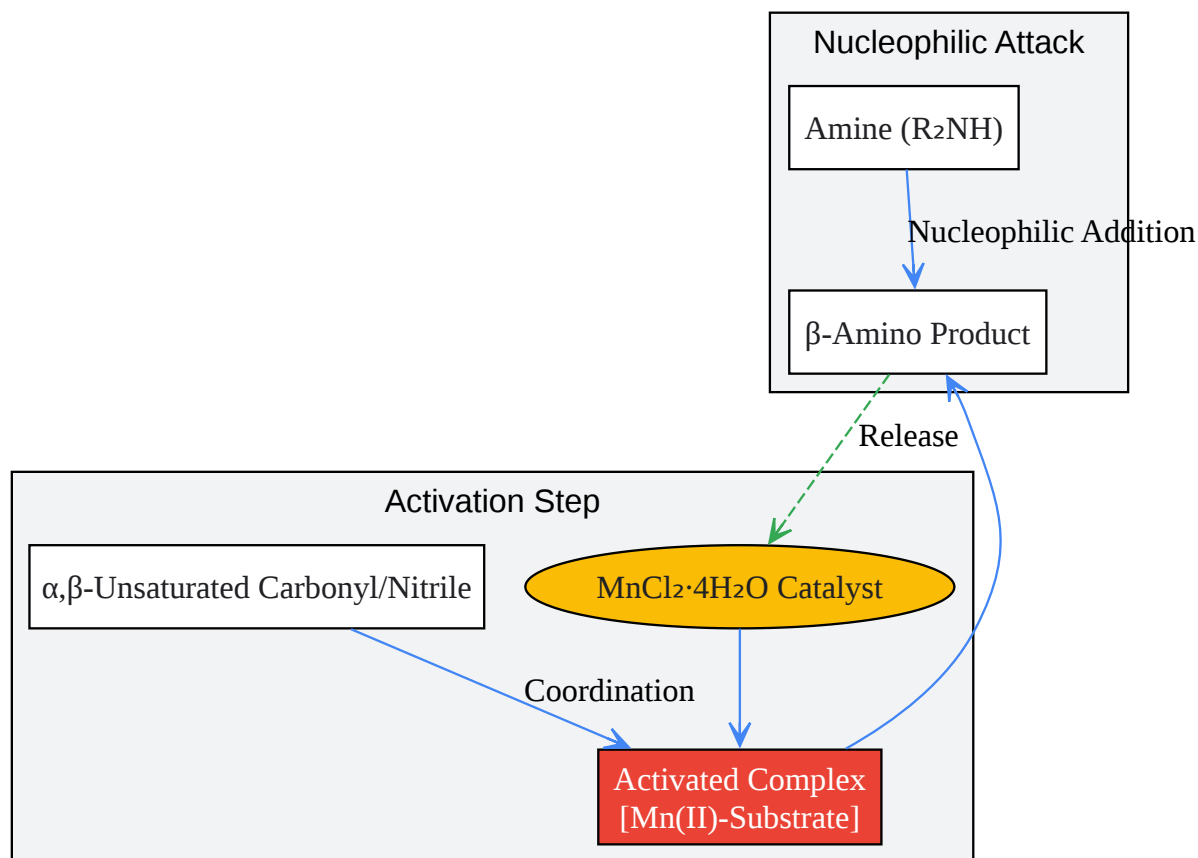 Nucleophilic Attack
Amine (R₂NH)
Nucleophilic Addition
β-Amino Product
Release
Activation Step
α,β-Unsaturated Carbonyl/Nitrile
MnCl₂·4H₂O Catalyst
Coordination
Activated Complex
[Mn(II)-Substrate]